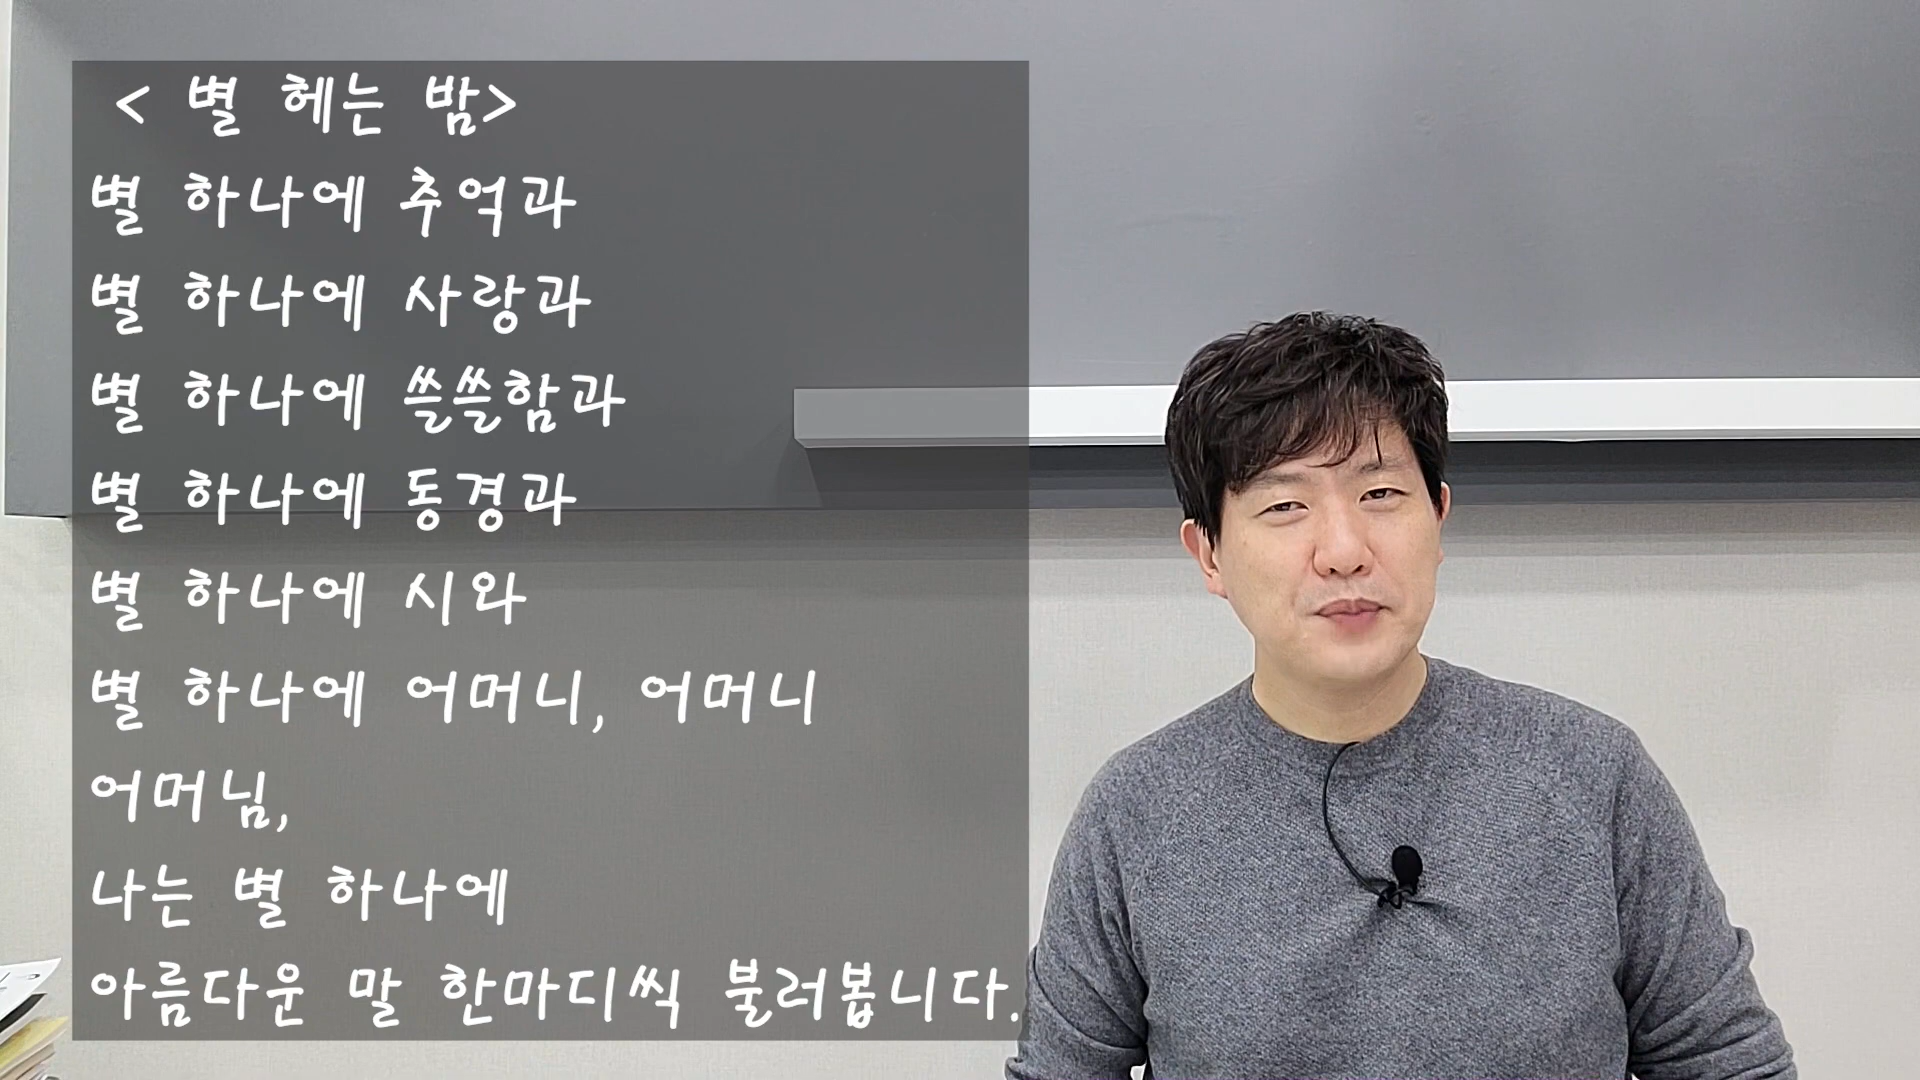 < 별 헤는 밤>
별 하나에 추억과
별 하나에 사랑과
별 하나에 쓸쓸함과
별 하나에 동경과
별 하나에 시와
별 하나에 어머니, 어머니
어머님,
나는 별 하나에
아름다운 말 한마디씩 불러봅니다.